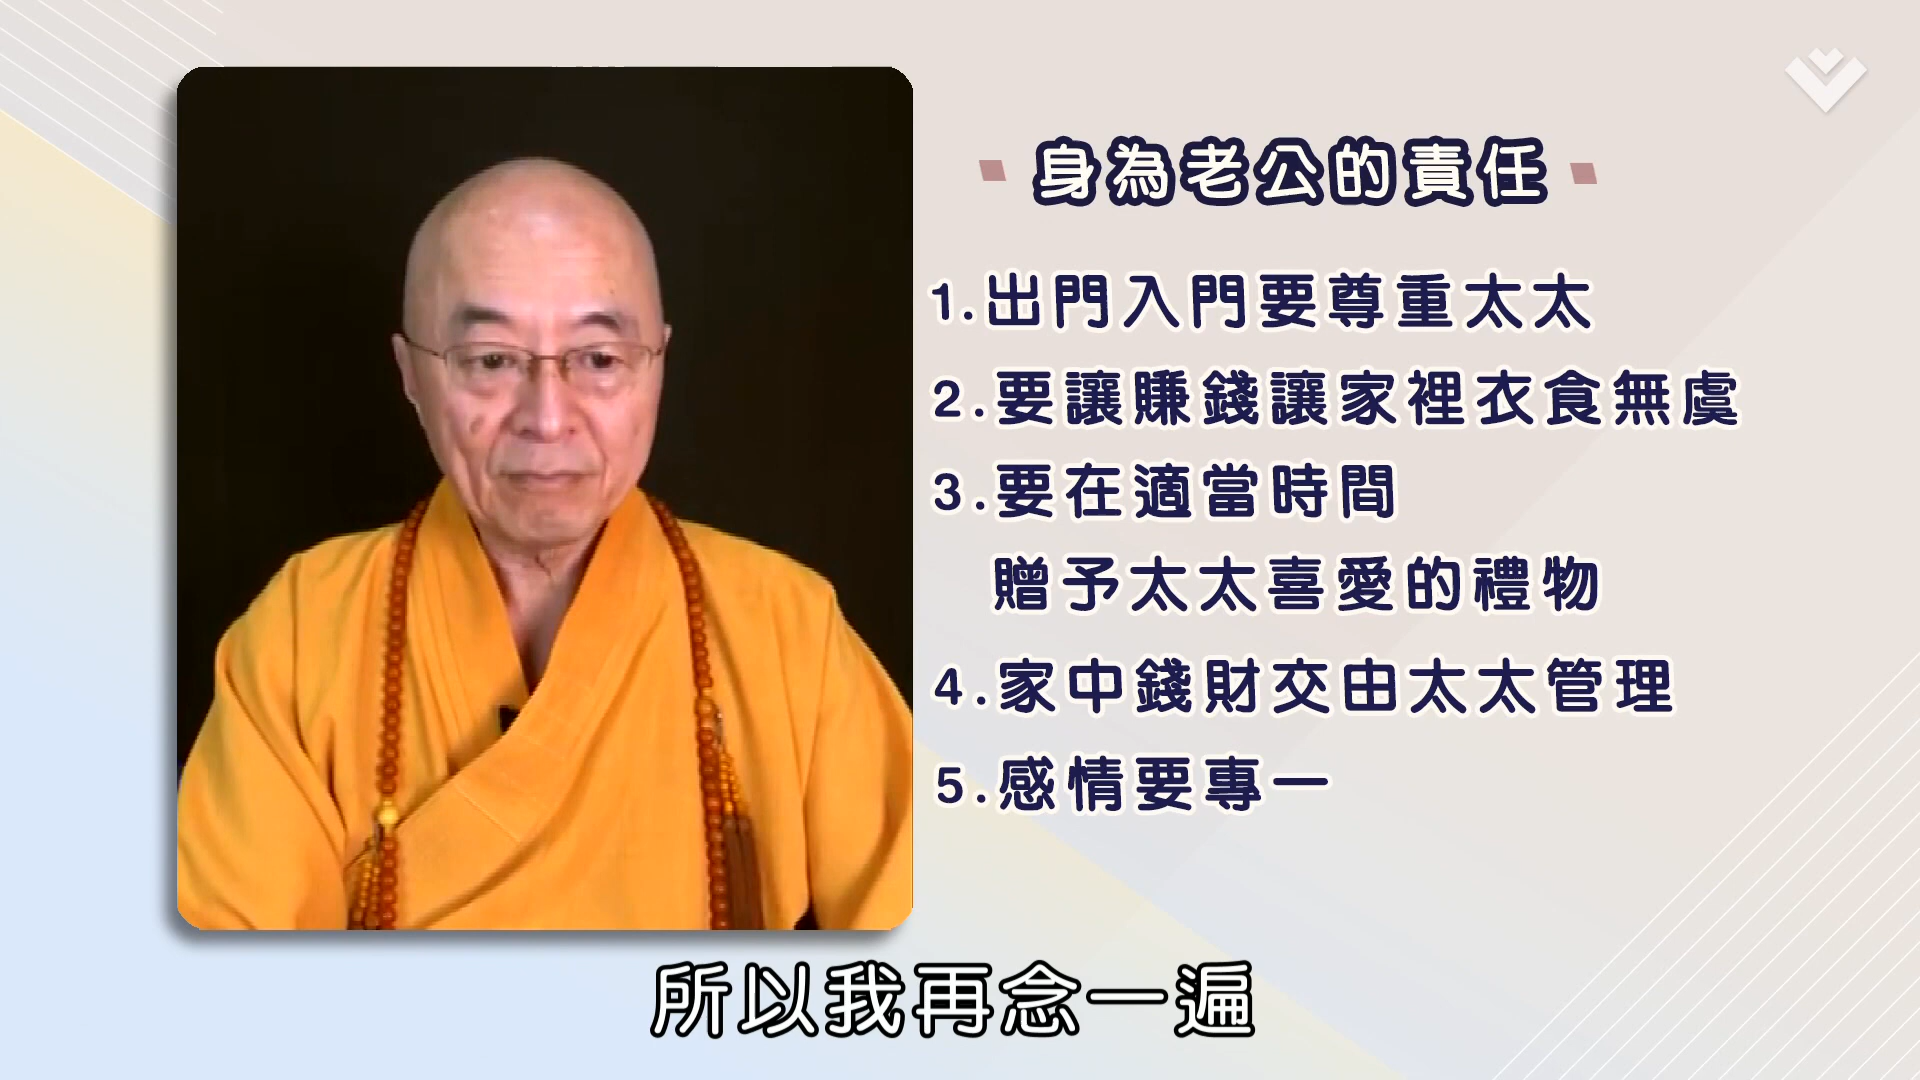 身為老公的責任
1.出門入門要尊重太太
2.要讓賺錢讓家裡衣食無虞
3.要在適當時間
贈予太太喜愛的禮物
4.家中錢財交由太太管理
5.感情要專一
所以我再念一遍